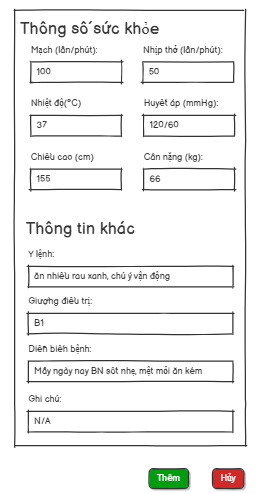 Thông số sức khỏe
Mạch (lần/phút): Nhịp thở (lần/phút):
100 50
Nhiệt độ(°C) Huyết áp (mmHg):
37 120/60
Chiều cao (cm) Cân nặng (kg):
155 66
Thông tin khác
Y lệnh:
ăn nhiều rau xanh, chú ý vận động
Giường điều trị:
B1
Diễn biến bệnh:
Mấy ngày nay BN sốt nhẹ, mệt mỏi ăn kém
Ghi chú:
N/A
Thêm Hủy